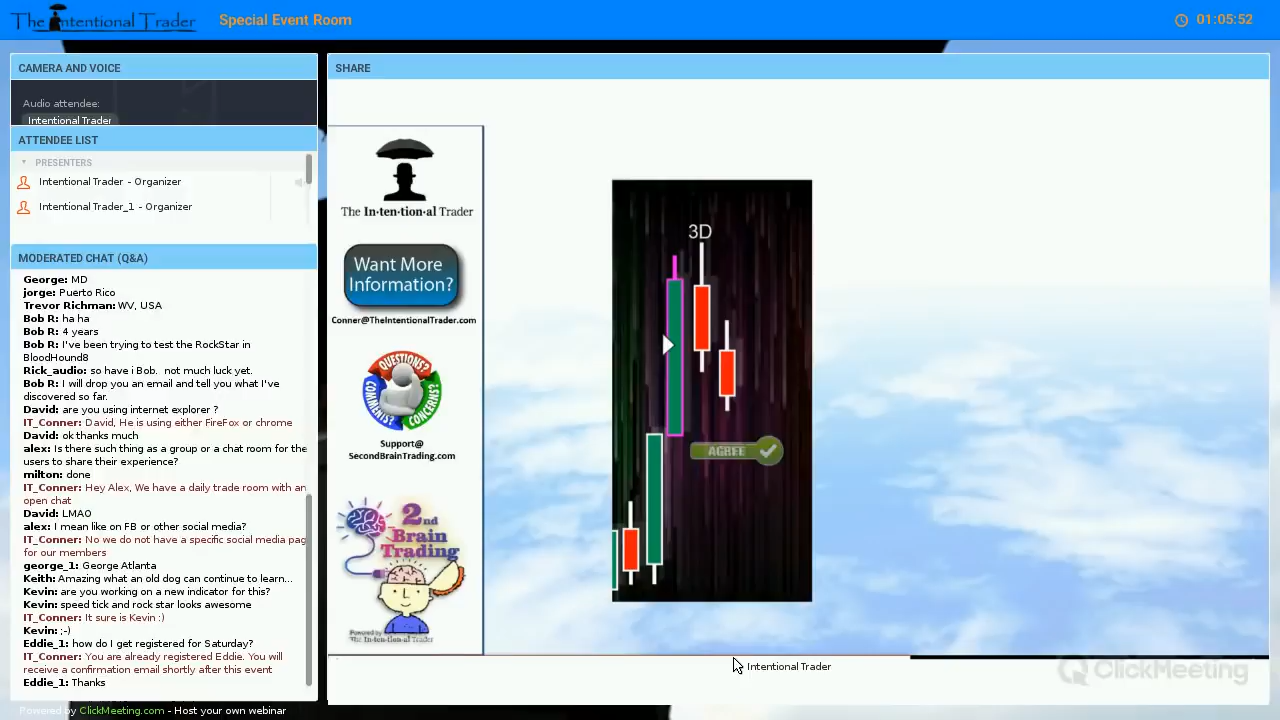 The Intentional Trader
Special Event Room
01:05:52
CAMERA AND VOICE
Audio attendee:
Intentional Trader
ATTENDEE LIST
PRESENTERS
Intentional Trader - Organizer
Intentional Trader_1 - Organizer
MODERATED CHAT (Q&A)
George: MD
jorge: Puerto Rico
Trevor Richman: WV, USA
Bob R: ha ha
Bob R: 4 years
Bob R: I've been trying to test the RockStar in
BloodHound8
Rick_audio: so have i Bob. not much luck yet.
Bob R: I will drop you an email and tell you what I've
discovered so far.
David: are you using internet explorer ?
IT_Conner: David, He is using either FireFox or chrome
David: ok thanks much
alex: Is there such thing as a group or a chat room for the
users to share their experience?
milton: done
IT_Conner: Hey Alex, We have a daily trade room with an
open chat
David: LMAO
alex: I mean like on FB or other social media?
IT_Conner: No we do not have a specific social media pag
for our members
george_1: George Atlanta
Keith: Amazing what an old dog can continue to learn...
Kevin: are you working on a new indicator for this?
Kevin: speed tick and rock star looks awesome
IT_Conner: It sure is Kevin :)
Kevin: ;-)
Eddie_1: how do I get registered for Saturday?
IT_Conner: You are already registered Eddie. You will
receive a confirmation email shortly after this event
Eddie_1: Thanks
Powered by ClickMeeting.com - Host your own webinar
SHARE
The In·ten·tion·al Trader
Want More
Information?
Conner@TheIntentionalTrader.com
QUESTIONS?
COMMENTS?
CONCERNS?
Support@
SecondBrainTrading.com
2nd
Brain
Trading
Powered by
The In·ten·tion·al Trader
3D
AGREE
Intentional Trader
ClickMeeting